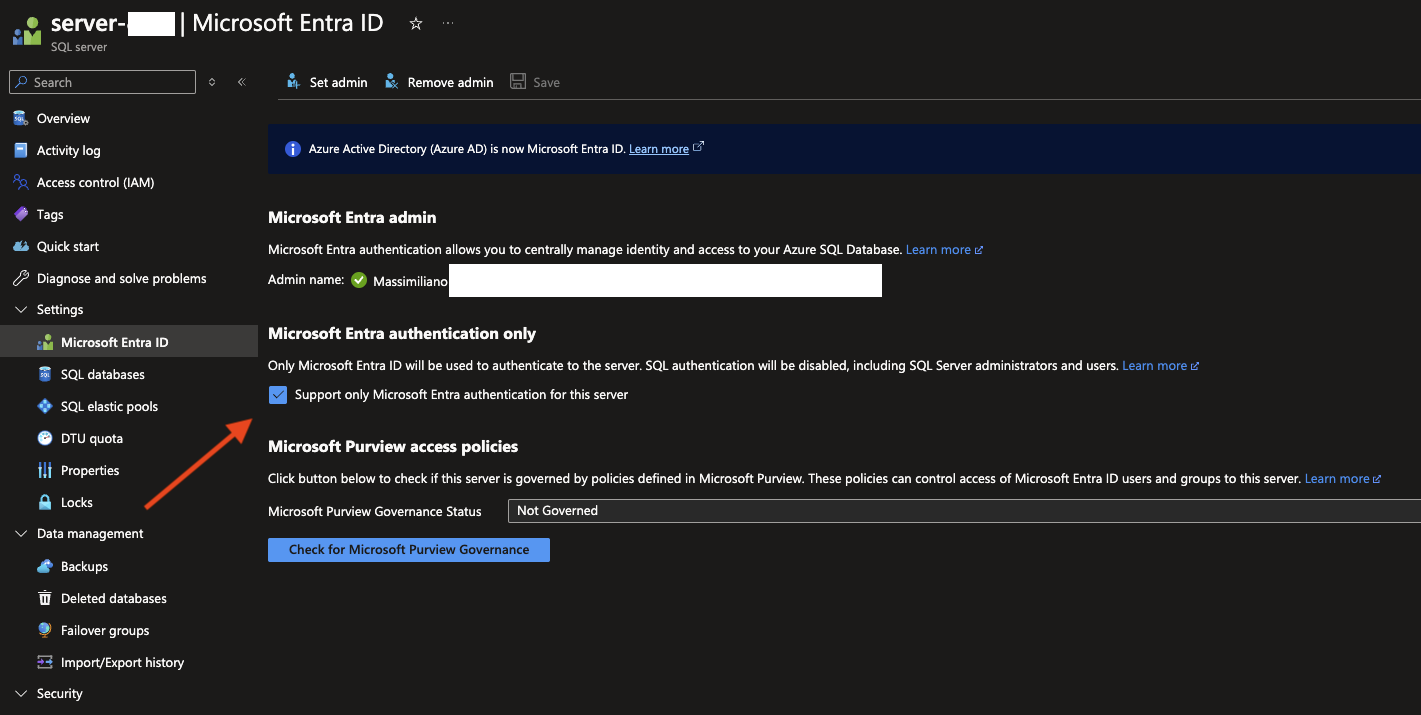 server- | Microsoft Entra ID ☆ ...
SQL server
Search
Set admin Remove admin Save
Overview
Activity log
Access control (IAM)
Tags
Quick start
Diagnose and solve problems
Settings
Microsoft Entra ID
SQL databases
SQL elastic pools
DTU quota
Properties
Locks
Data management
Backups
Deleted databases
Failover groups
Import/Export history
Security
Azure Active Directory (Azure AD) is now Microsoft Entra ID. Learn more
Microsoft Entra admin
Microsoft Entra authentication allows you to centrally manage identity and access to your Azure SQL Database. Learn more
Admin name: Massimiliano
Microsoft Entra authentication only
Only Microsoft Entra ID will be used to authenticate to the server. SQL authentication will be disabled, including SQL Server administrators and users. Learn more
Support only Microsoft Entra authentication for this server
Microsoft Purview access policies
Click button below to check if this server is governed by policies defined in Microsoft Purview. These policies can control access of Microsoft Entra ID users and groups to this server. Learn more
Microsoft Purview Governance Status Not Governed
Check for Microsoft Purview Governance